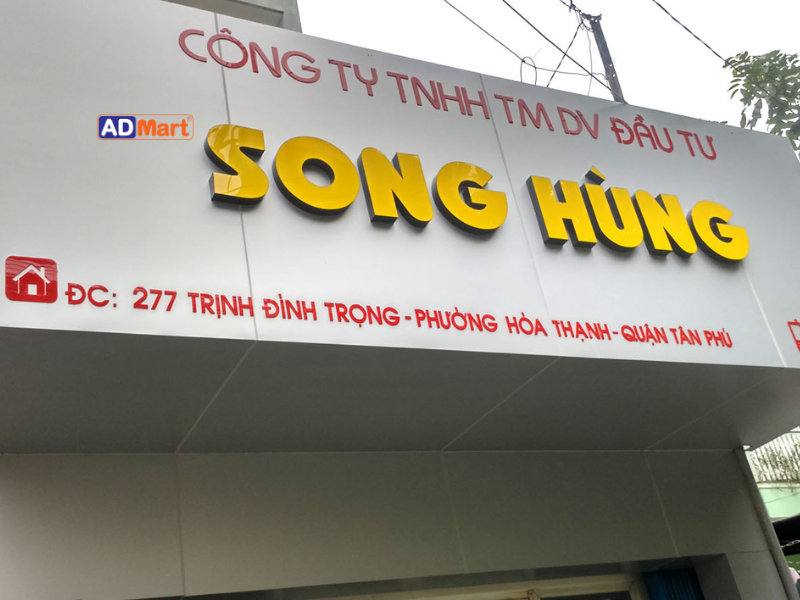 CÔNG TY TNHH TM DV ĐẦU TƯ
ADMart
SONG HÙNG
ĐC: 277 TRỊNH ĐÌNH TRỌNG - PHƯỜNG HÒA THẠNH - QUẬN TÂN PHÚ